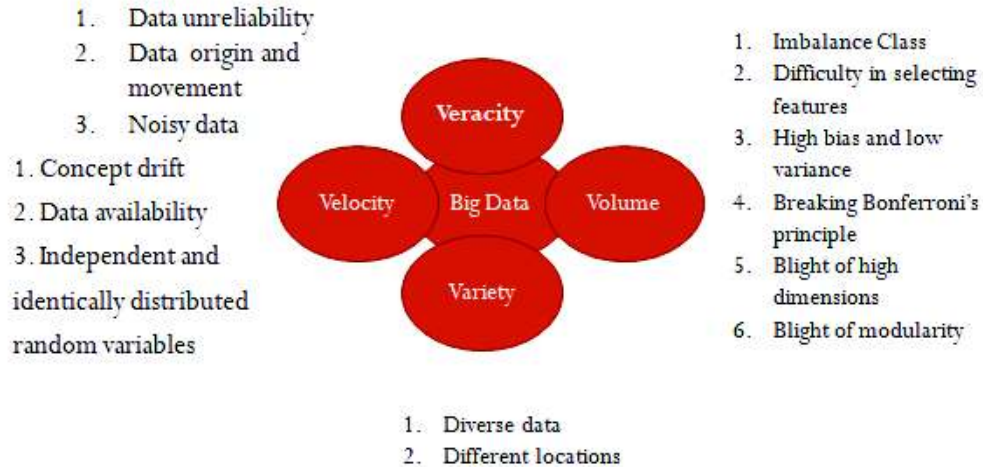 1. Data unreliability
2. Data origin and
movement
3. Noisy data
1. Concept drift
2. Data availability
3. Independent and
identically distributed
random variables
Veracity
Velocity
Big Data
Volume
Variety
1. Imbalance Class
2. Difficulty in selecting
features
3. High bias and low
variance
4. Breaking Bonferroni's
principle
5. Blight of high
dimensions
6. Blight of modularity
1. Diverse data
2. Different locations